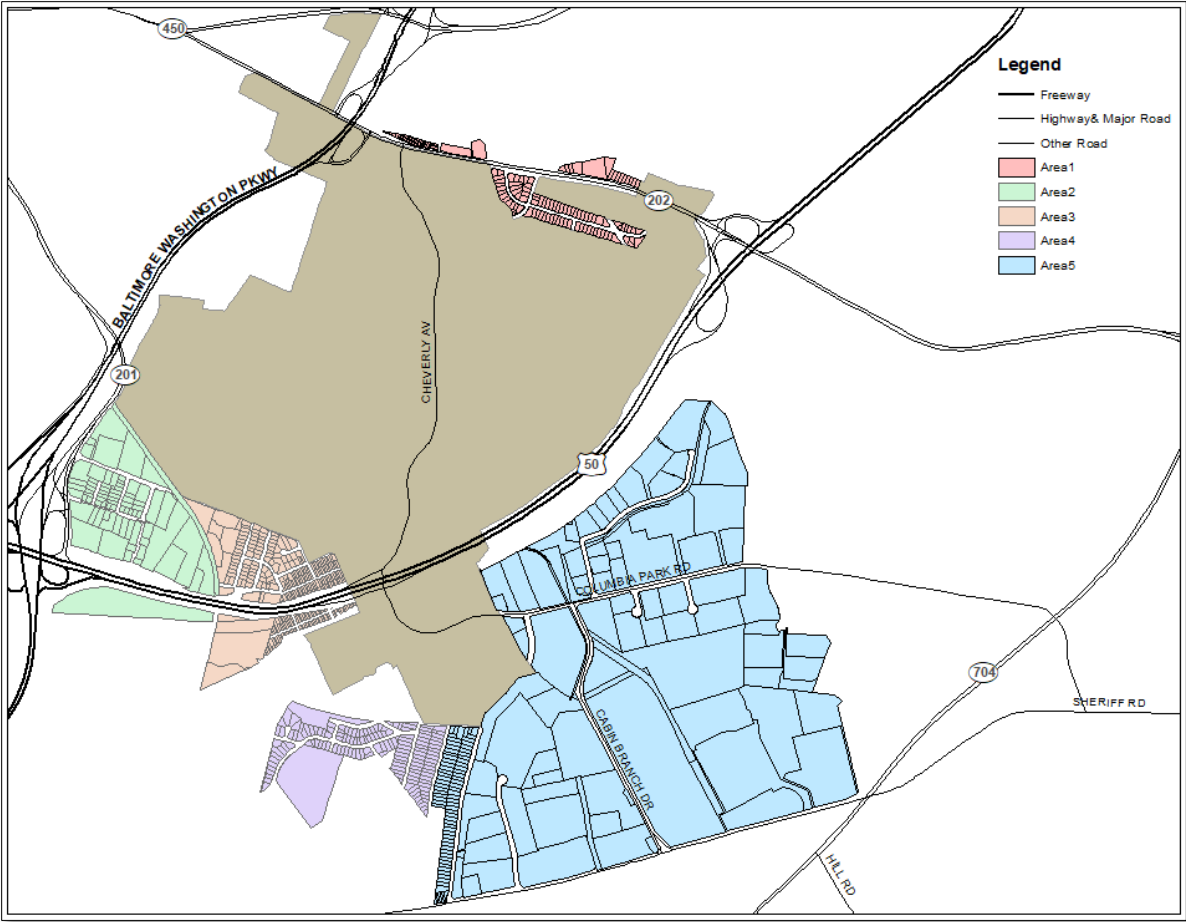 450
Legend
Freeway
Highway& Major Road
Other Road
Area1
Area2
Area3
Area4
Area5
BALTIMORE WASHINGTON PKWY
202
CHEVERLY AV
201
50
COLUMBIA PARK RD
704
SHERIFF RD
CABIN BRANCH DR
HILL RD